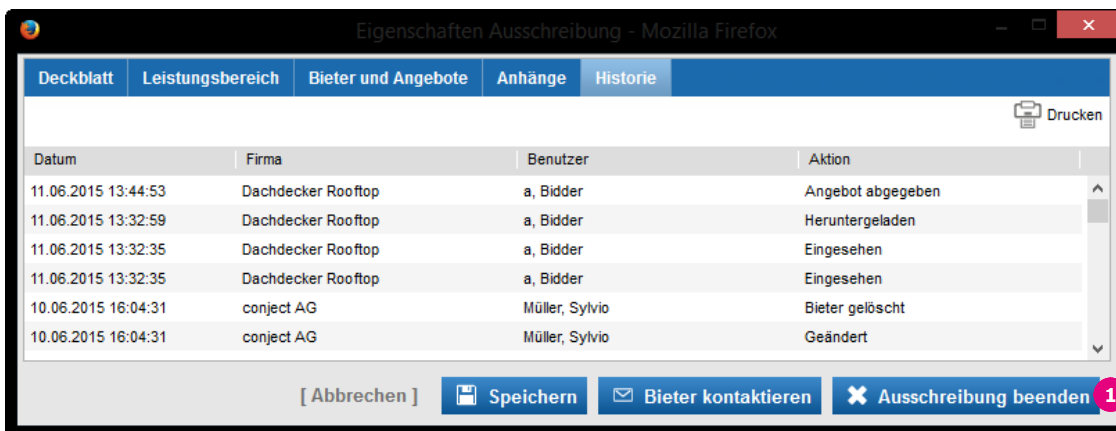 Eigenschaften Ausschreibung - Mozilla Firefox
Deckblatt Leistungsbereich Bieter und Angebote Anhänge Historie
Drucken
Datum Firma Benutzer Aktion
11.06.2015 13:44:53 Dachdecker Rooftop a, Bidder Angebot abgegeben
11.06.2015 13:32:59 Dachdecker Rooftop a, Bidder Heruntergeladen
11.06.2015 13:32:35 Dachdecker Rooftop a, Bidder Eingesehen
11.06.2015 13:32:35 Dachdecker Rooftop a, Bidder Eingesehen
10.06.2015 16:04:31 conject AG Müller, Sylvio Bieter gelöscht
10.06.2015 16:04:31 conject AG Müller, Sylvio Geändert
[ Abbrechen ] Speichern Bieter kontaktieren Ausschreibung beenden 1